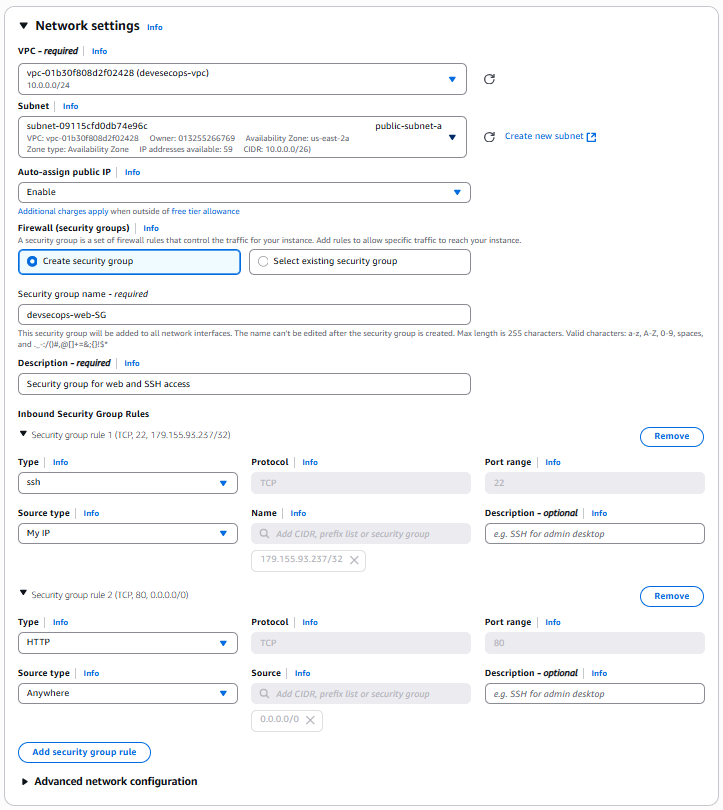 Network settings Info
VPC – required Info
vpc-01b30f808d2f02428 (devesecops-vpc)
10.0.0.0/24
Subnet Info
subnet-09115cfd0db74e96c public-subnet-a
VPC: vpc-01b30f808d2f02428 Owner: 013255266769 Availability Zone: us-east-2a
Zone type: Availability Zone IP addresses available: 59 CIDR: 10.0.0.0/26)
Create new subnet
Auto-assign public IP Info
Enable
Additional charges apply when outside of free tier allowance
Firewall (security groups) Info
A security group is a set of firewall rules that control the traffic for your instance. Add rules to allow specific traffic to reach your instance.
Create security group Select existing security group
Security group name - required
devsecops-web-SG
This security group will be added to all network interfaces. The name can't be edited after the security group is created. Max length is 255 characters. Valid characters: a-z, A-Z, 0-9, spaces,
and ._-:/()#,@[]+=&;{}!$*
Description – required Info
Security group for web and SSH access
Inbound Security Group Rules
Security group rule 1 (TCP, 22, 179.155.93.237/32) Remove
Type Info Protocol Info Port range Info
ssh TCP 22
Source type Info Name Info Description – optional Info
My IP Add CIDR, prefix list or security group e.g. SSH for admin desktop
179.155.93.237/32
Security group rule 2 (TCP, 80, 0.0.0.0/0) Remove
Type Info Protocol Info Port range Info
HTTP TCP 80
Source type Info Source Info Description – optional Info
Anywhere Add CIDR, prefix list or security group e.g. SSH for admin desktop
0.0.0.0/0
Add security group rule
Advanced network configuration